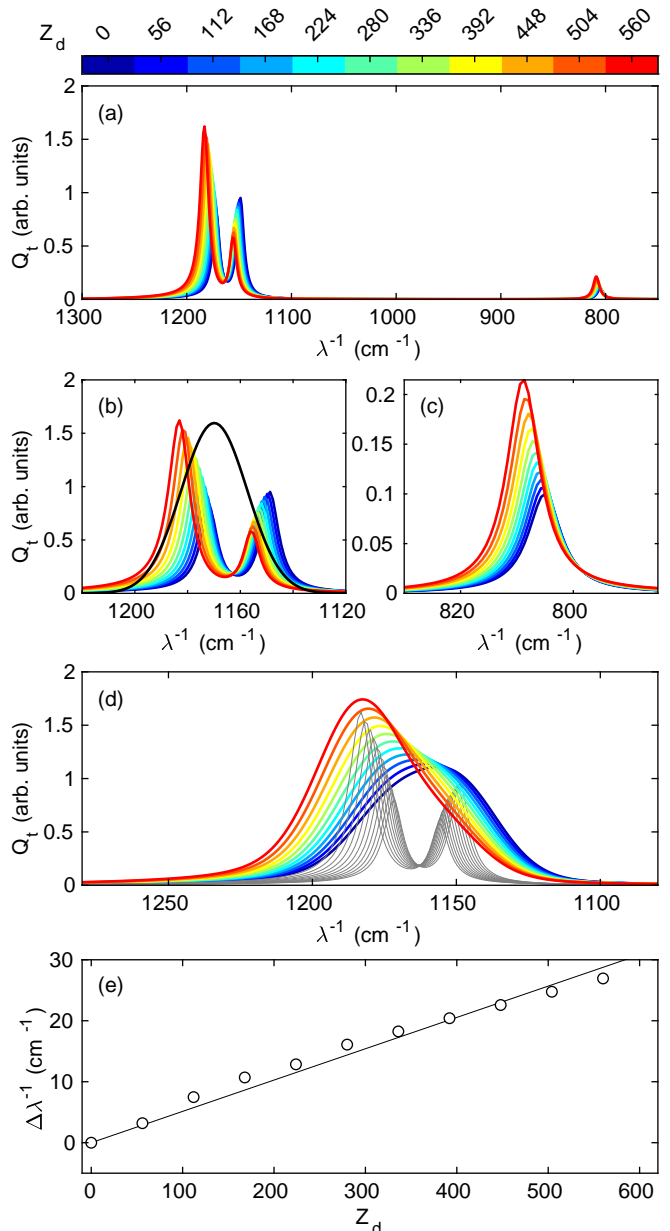 Z_d 0 56 112 168 224 280 336 392 448 504 560
2
(a)
1.5
Q_t (arb. units)
1
0.5
0
1300 1200 1100 1000 900 800
λ^-1 (cm^-1)
2
(b)
1.5
Q_t (arb. units)
1
0.5
0
1200 1160 1120
λ^-1 (cm^-1)
(c)
0.2
0.15
0.1
0.05
0
820 800
λ^-1 (cm^-1)
2
(d)
1.5
Q_t (arb. units)
1
0.5
0
1250 1200 1150 1100
λ^-1 (cm^-1)
30
(e)
20
Δλ^-1 (cm^-1)
10
0
0 100 200 300 400 500 600
Z_d